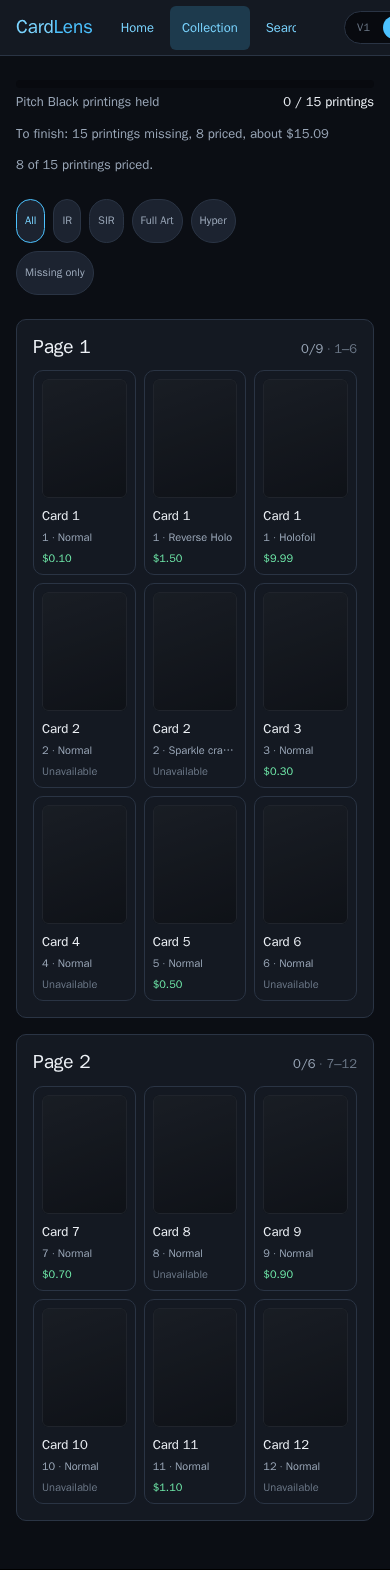 CardLens Home Collection Searc V1
Pitch Black printings held 0 / 15 printings
To finish: 15 printings missing, 8 priced, about $15.09
8 of 15 printings priced.
All IR SIR Full Art Hyper
Missing only
Page 1 0/9 · 1–6
Card 1 Card 1 Card 1
1 · Normal 1 · Reverse Holo 1 · Holofoil
$0.10 $1.50 $9.99
Card 2 Card 2 Card 3
2 · Normal 2 · Sparkle cra… 3 · Normal
Unavailable Unavailable $0.30
Card 4 Card 5 Card 6
4 · Normal 5 · Normal 6 · Normal
Unavailable $0.50 Unavailable
Page 2 0/6 · 7–12
Card 7 Card 8 Card 9
7 · Normal 8 · Normal 9 · Normal
$0.70 Unavailable $0.90
Card 10 Card 11 Card 12
10 · Normal 11 · Normal 12 · Normal
Unavailable $1.10 Unavailable